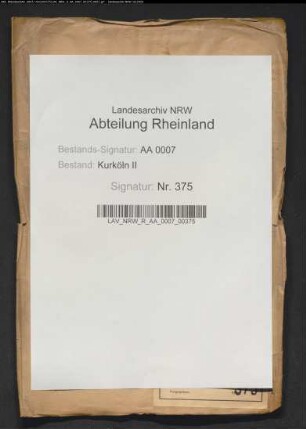 Landesarchiv NRW
Abteilung Rheinland
Bestands-Signatur: AA 0007
Bestand: Kurköln II
Signatur: Nr. 375
LAV_NRW_R_AA_0007_00375